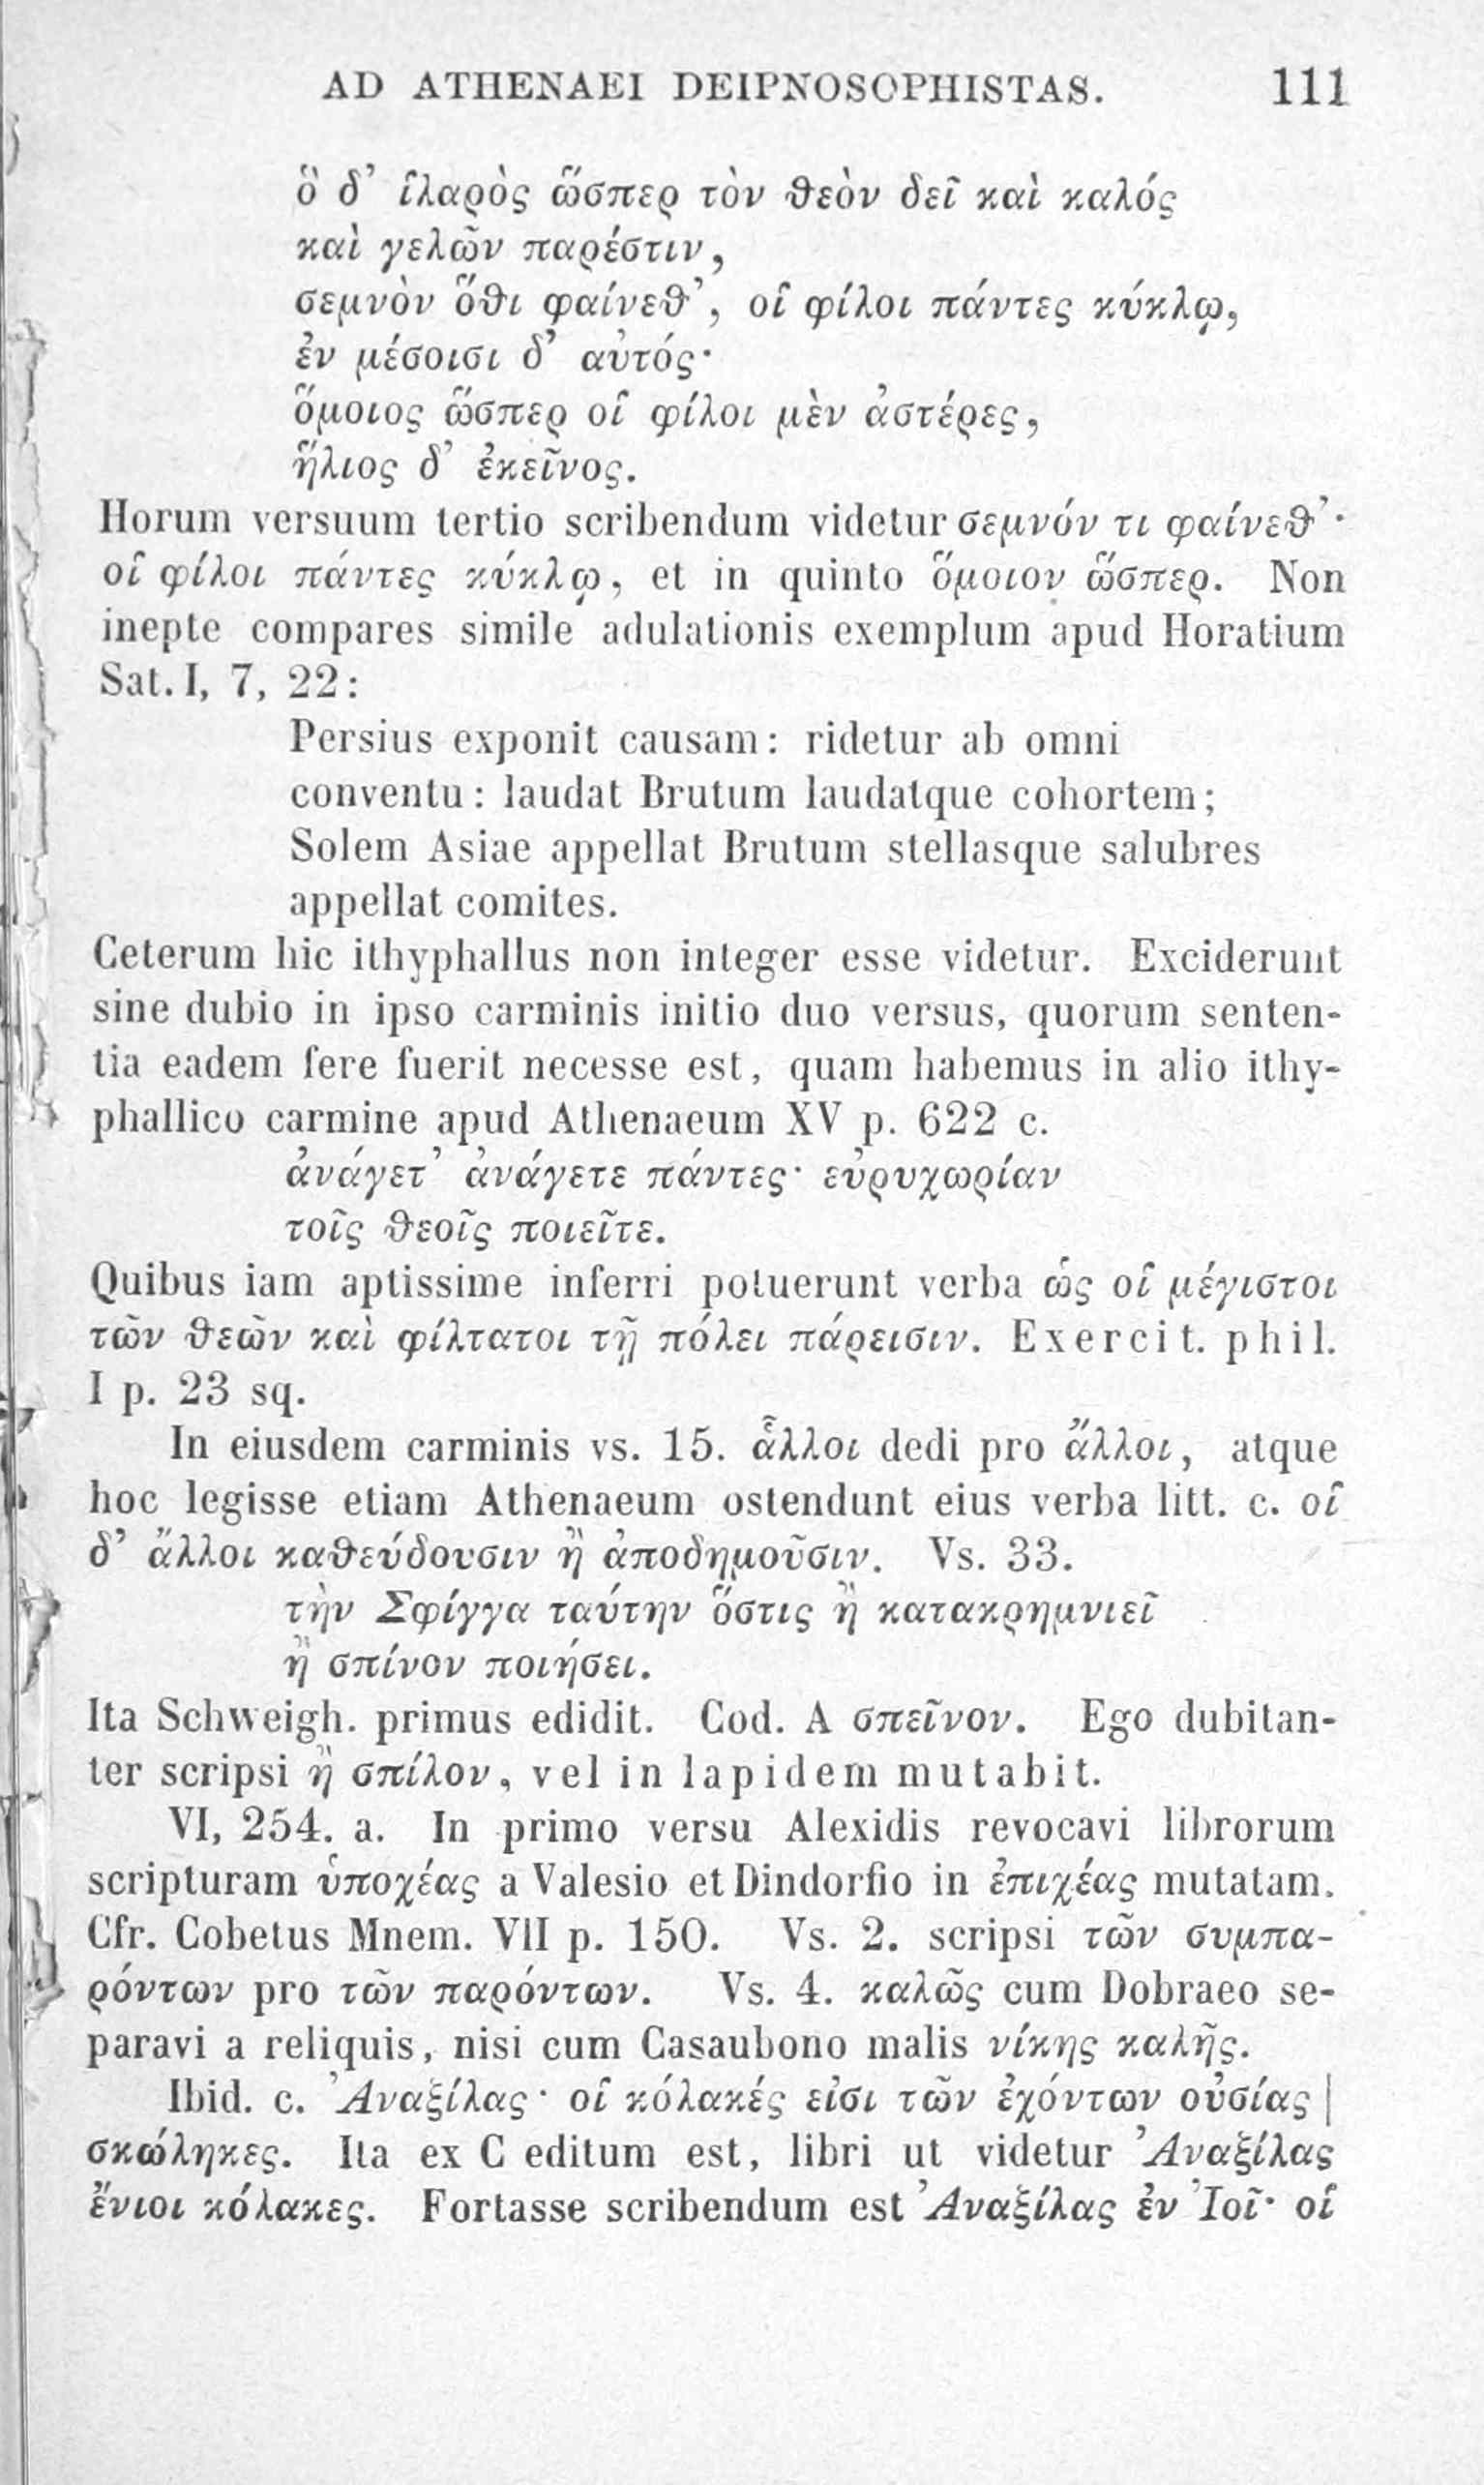 AD ATHENAEI DEIPNOSOPHISTAS. 111
ὃ δ’ ἱλαρὸς ὥσπερ τὸν θεὸν δεῖ καὶ καλός
καὶ γελῶν παρέστιν,
σεμνὸν ὅθι φαίνεθ’, οἱ φίλοι πάντες κύκλῳ,
ἐν μέσοισι δ’ αὐτός·
ὅμοιος ὥσπερ οἱ φίλοι μὲν ἀστέρες,
ἥλιος δ’ ἐκεῖνος.
Horum versuum tertio scribendum videtur σεμνόν τι φαίνεθ’·
οἱ φίλοι πάντες κύκλῳ, et in quinto ὅμοιον ὥσπερ. Non
inepte compares simile adulationis exemplum apud Horatium
Sat. I, 7, 22:
Persius exponit causam: ridetur ab omni
conventu: laudat Brutum laudatque cohortem;
Solem Asiae appellat Brutum stellasque salubres
appellat comites.
Ceterum hic ithyphallus non integer esse videtur. Exciderunt
sine dubio in ipso carminis initio duo versus, quorum senten-
tia eadem fere fuerit necesse est, quam habemus in alio ithy-
phallico carmine apud Athenaeum XV p. 622 c.
ἀνάγετ’ ἀνάγετε πάντες· εὐρυχωρίαν
τοῖς θεοῖς ποιεῖτε.
Quibus iam aptissime inferri potuerunt verba ὡς οἱ μέγιστοι
τῶν θεῶν καὶ φίλτατοι τῇ πόλει πάρεισιν. Exercit. phil.
I p. 23 sq.
In eiusdem carminis vs. 15. ἇλλοι dedi pro ἄλλοι, atque
hoc legisse etiam Athenaeum ostendunt eius verba litt. c. οἱ
δ’ ἄλλοι καθεύδουσιν ἢ ἀποδημοῦσιν. Vs. 33.
τὴν Σφίγγα ταύτην ὅστις ἢ κατακρημνιεῖ
ἢ σπίνον ποιήσει.
Ita Schweigh. primus edidit. Cod. A σπεῖνον. Ego dubitan-
ter scripsi ἢ σπίλον, vel in lapidem mutabit.
VI, 254. a. In primo versu Alexidis revocavi librorum
scripturam ὑποχέας a Valesio et Dindorfio in ἐπιχέας mutatam.
Cfr. Cobetus Mnem. VII p. 150. Vs. 2. scripsi τῶν συμπα-
ρόντων pro τῶν παρόντων. Vs. 4. καλῶς cum Dobraeo se-
paravi a reliquis, nisi cum Casaubono malis νίκης καλῆς.
Ibid. c. Ἀναξίλας· οἱ κόλακές εἰσι τῶν ἐχόντων οὐσίας |
σκώληκες. Ita ex C editum est, libri ut videtur Ἀναξίλας
ἔνιοι κόλακες. Fortasse scribendum est Ἀναξίλας ἐν Ἰοῖ· οἱ